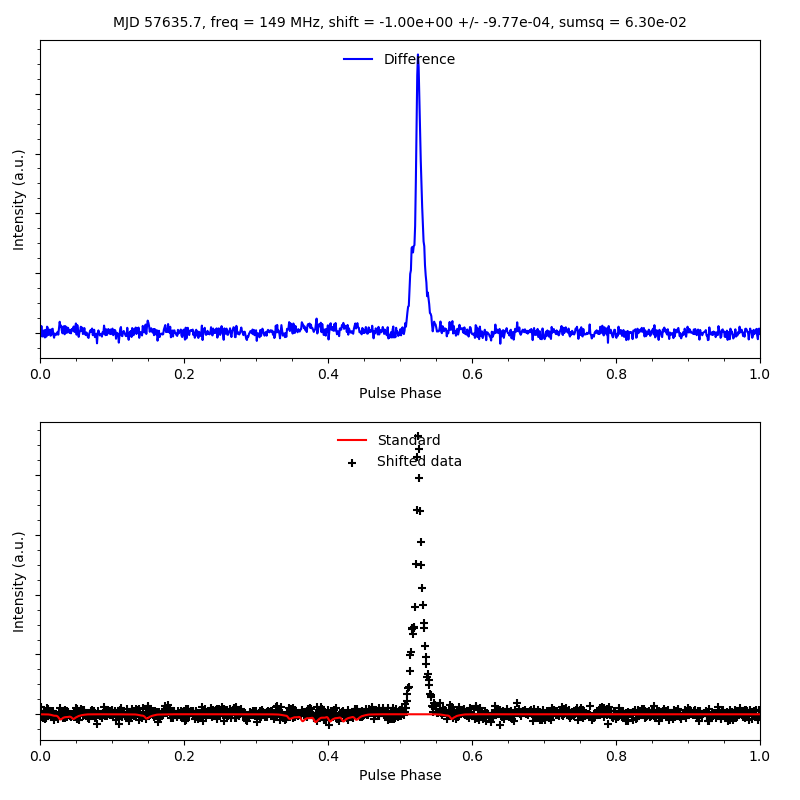 MJD 57635.7, freq = 149 MHz, shift = -1.00e+00 +/- -9.77e-04, sumsq = 6.30e-02
Difference
Intensity (a.u.)
0.0 0.2 0.4 0.6 0.8 1.0
Pulse Phase
Standard
Shifted data
Intensity (a.u.)
0.0 0.2 0.4 0.6 0.8 1.0
Pulse Phase